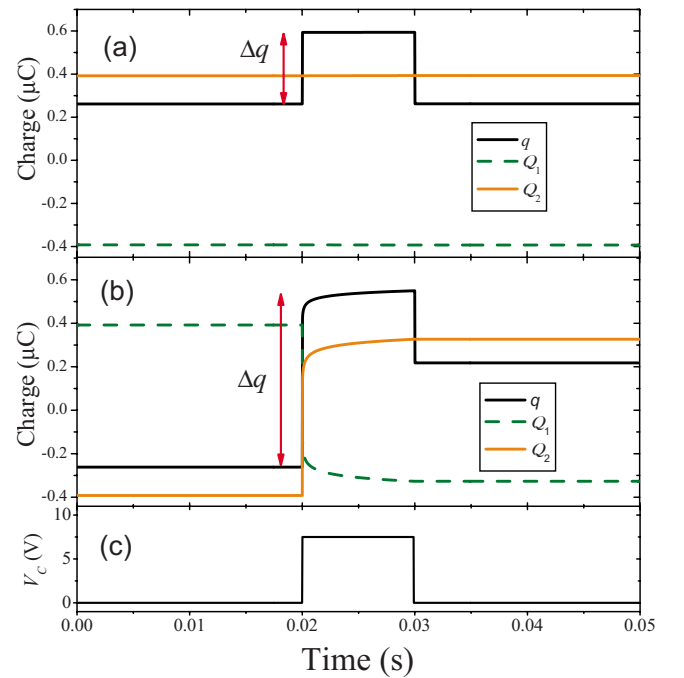 (a)
Δq
Charge (μC)
0.6
0.4
0.2
0.0
-0.2
-0.4
q
Q1
Q2
(b)
Δq
Charge (μC)
0.6
0.4
0.2
0.0
-0.2
-0.4
q
Q1
Q2
(c)
VC (V)
10
5
0
0.00 0.01 0.02 0.03 0.04 0.05
Time (s)